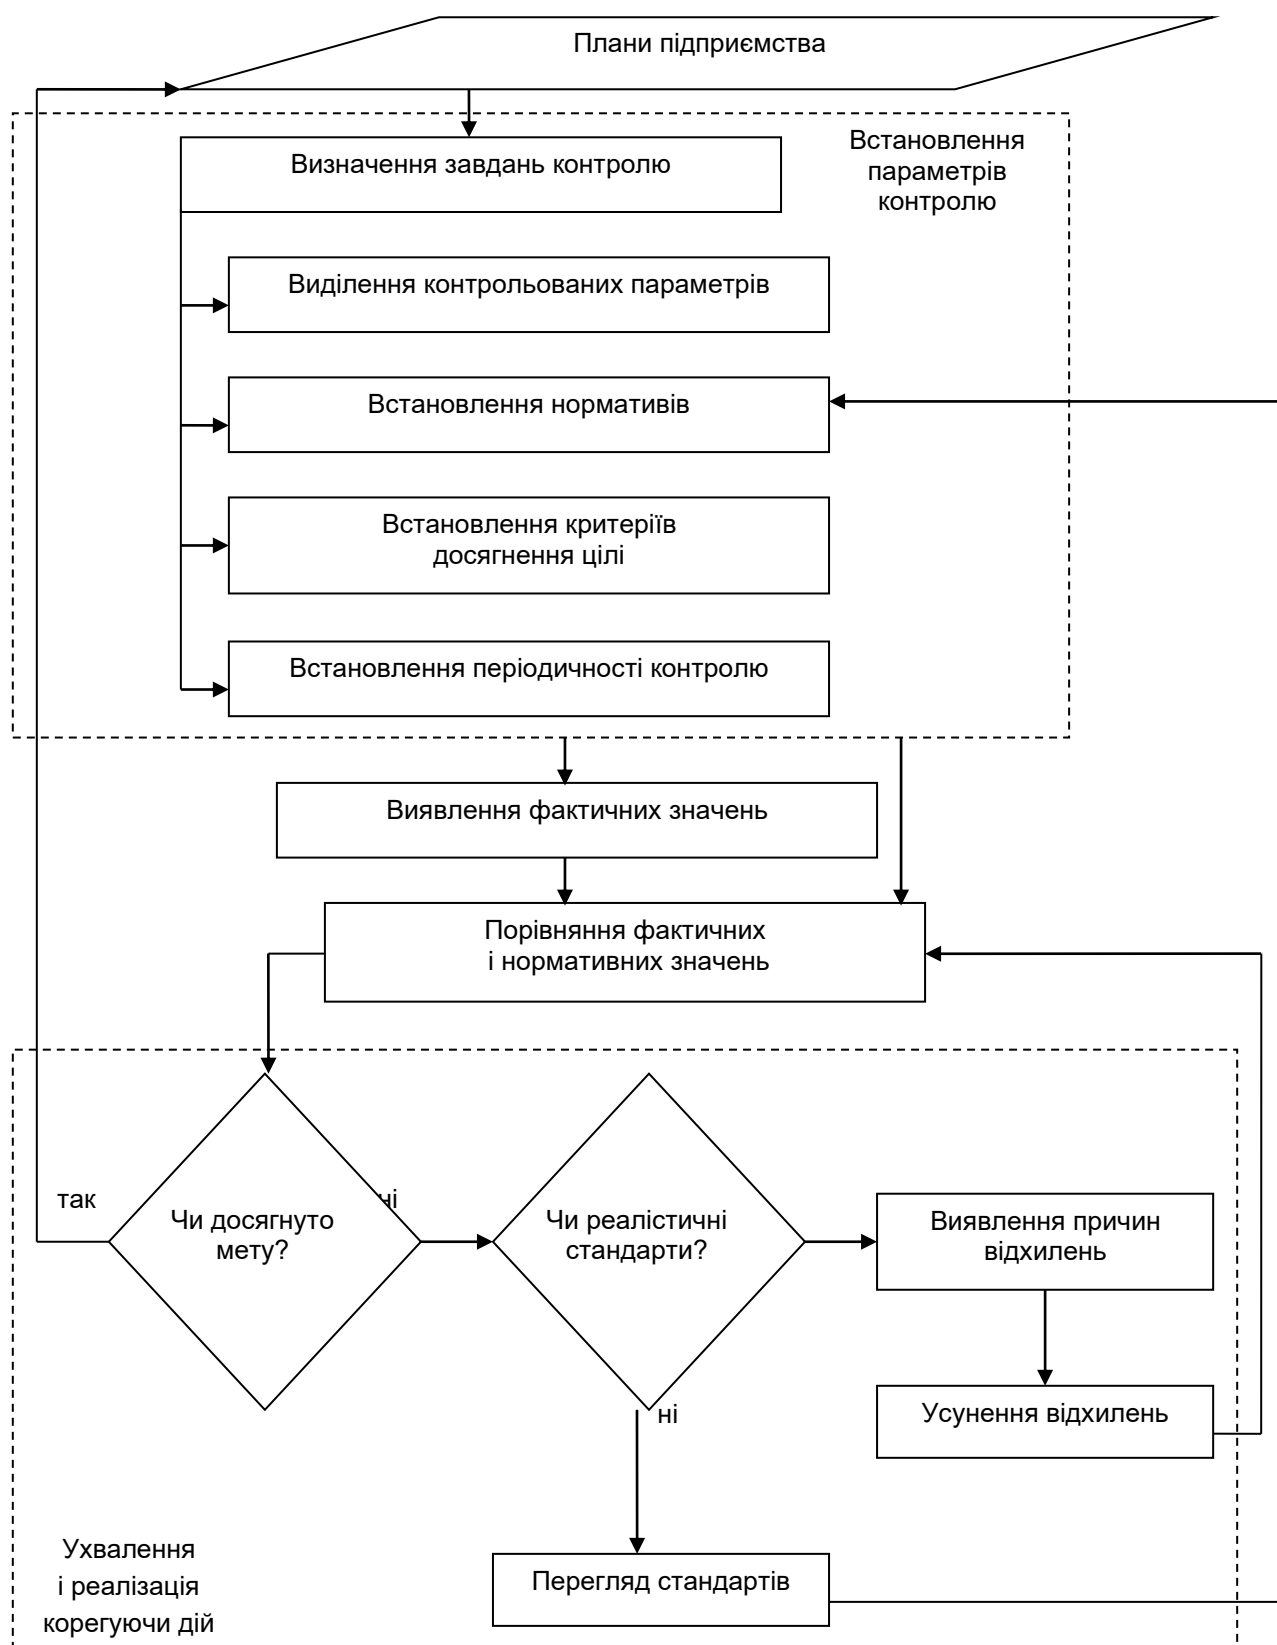 Плани підприємства
Встановлення
параметрів
контролю
Визначення завдань контролю
Виділення контрольованих параметрів
Встановлення нормативів
Встановлення критеріїв
досягнення цілі
Встановлення періодичності контролю
Виявлення фактичних значень
Порівняння фактичних
і нормативних значень
так
Чи досягнуто
мету?
ні
Чи реалістичні
стандарти?
Виявлення причин
відхилень
ні
Усунення відхилень
Перегляд стандартів
Ухвалення
і реалізація
корегуючи дій